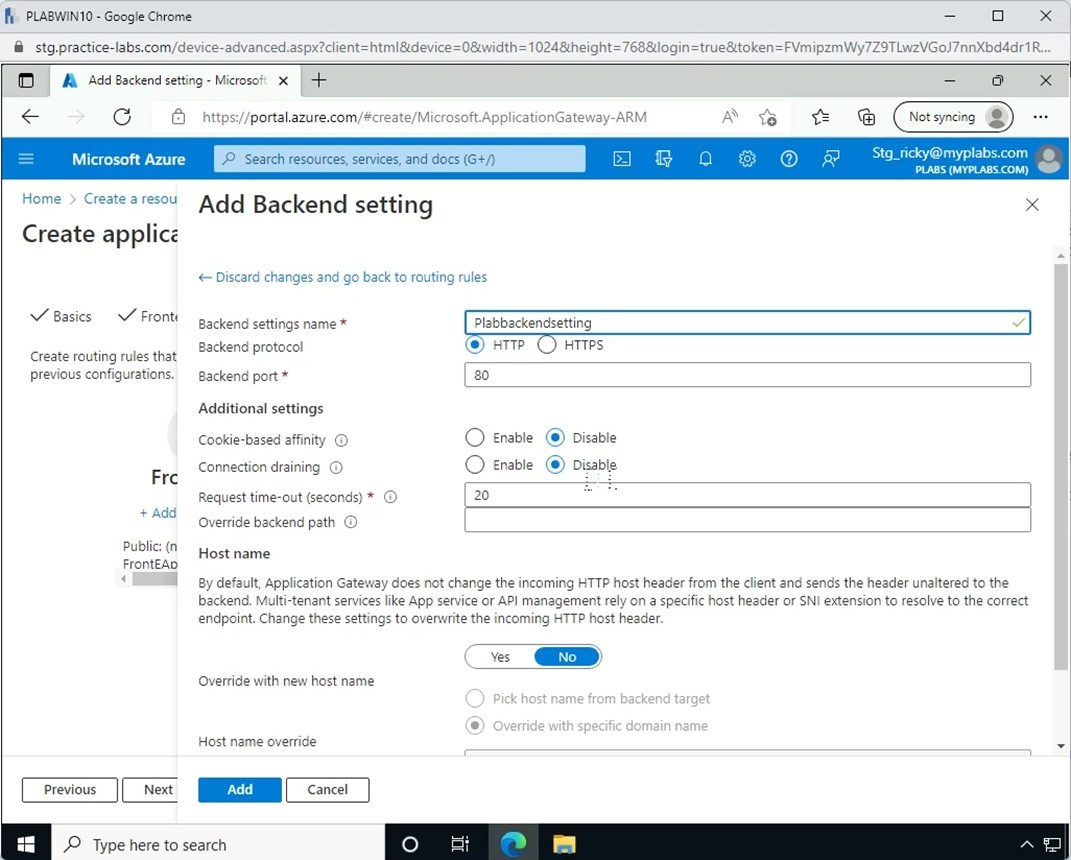 PLABWIN10 - Google Chrome
stg.practice-labs.com/device-advanced.aspx?client=html&device=0&width=1024&height=768&login=true&token=FVmipzmWy7Z9TLwzVGoJ7nnXbd4dr1R...
Add Backend setting - Microsoft
https://portal.azure.com/#create/Microsoft.ApplicationGateway-ARM
Not syncing
Microsoft Azure
Search resources, services, and docs (G+/)
Stg_ricky@myplabs.com
PLABS (MYPLABS.COM)
Home > Create a resou
Create applica
Add Backend setting
← Discard changes and go back to routing rules
Basics
Fronte
Create routing rules that
previous configurations.
Fro
+ Add
Public: (n
FrontEAp
Backend settings name *
Plabbackendsetting
Backend protocol
HTTP
HTTPS
Backend port *
80
Additional settings
Cookie-based affinity
Enable
Disable
Connection draining
Enable
Disable
Request time-out (seconds) *
20
Override backend path
Host name
By default, Application Gateway does not change the incoming HTTP host header from the client and sends the header unaltered to the
backend. Multi-tenant services like App service or API management rely on a specific host header or SNI extension to resolve to the correct
endpoint. Change these settings to overwrite the incoming HTTP host header.
Yes
No
Override with new host name
Pick host name from backend target
Override with specific domain name
Host name override
Previous
Next
Add
Cancel
Type here to search